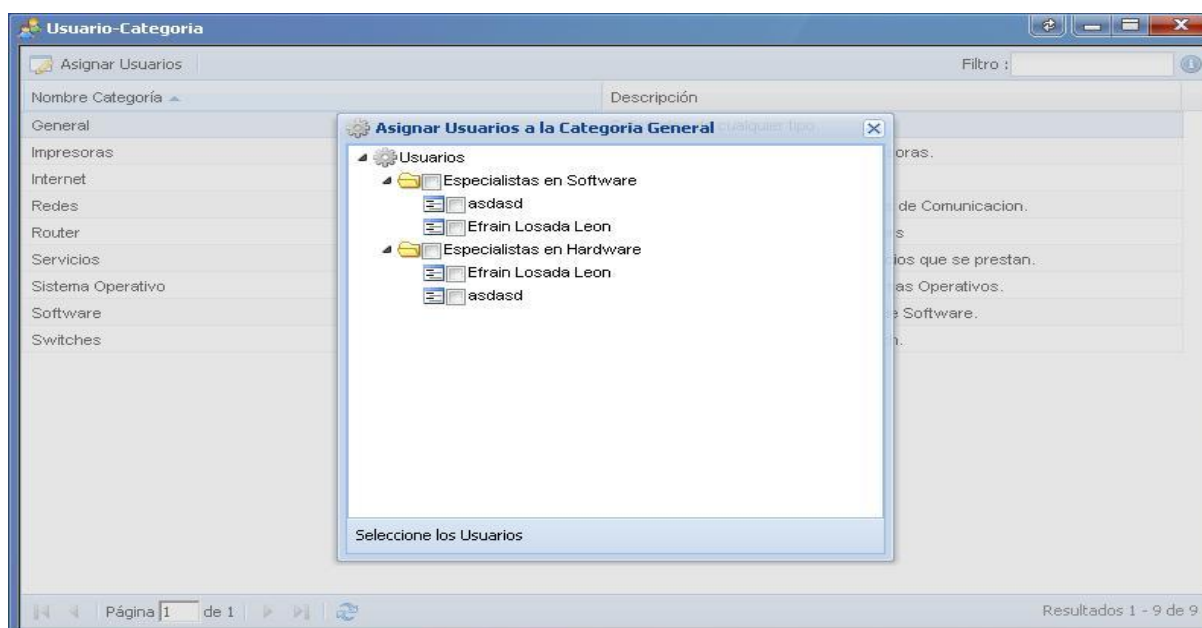 Usuario-Categoria
Asignar Usuarios
Filtro :
Nombre Categoría
Descripción
General
Impresoras
oras.
Internet
Redes
de Comunicacion.
Router
s
Servicios
ios que se prestan.
Sistema Operativo
as Operativos.
Software
Software.
Switches
Asignar Usuarios a la Categoria General
cualquier tipo
Usuarios
Especialistas en Software
asdasd
Efrain Losada Leon
Especialistas en Hardware
Efrain Losada Leon
asdasd
Seleccione los Usuarios
Página 1 de 1
Resultados 1 - 9 de 9